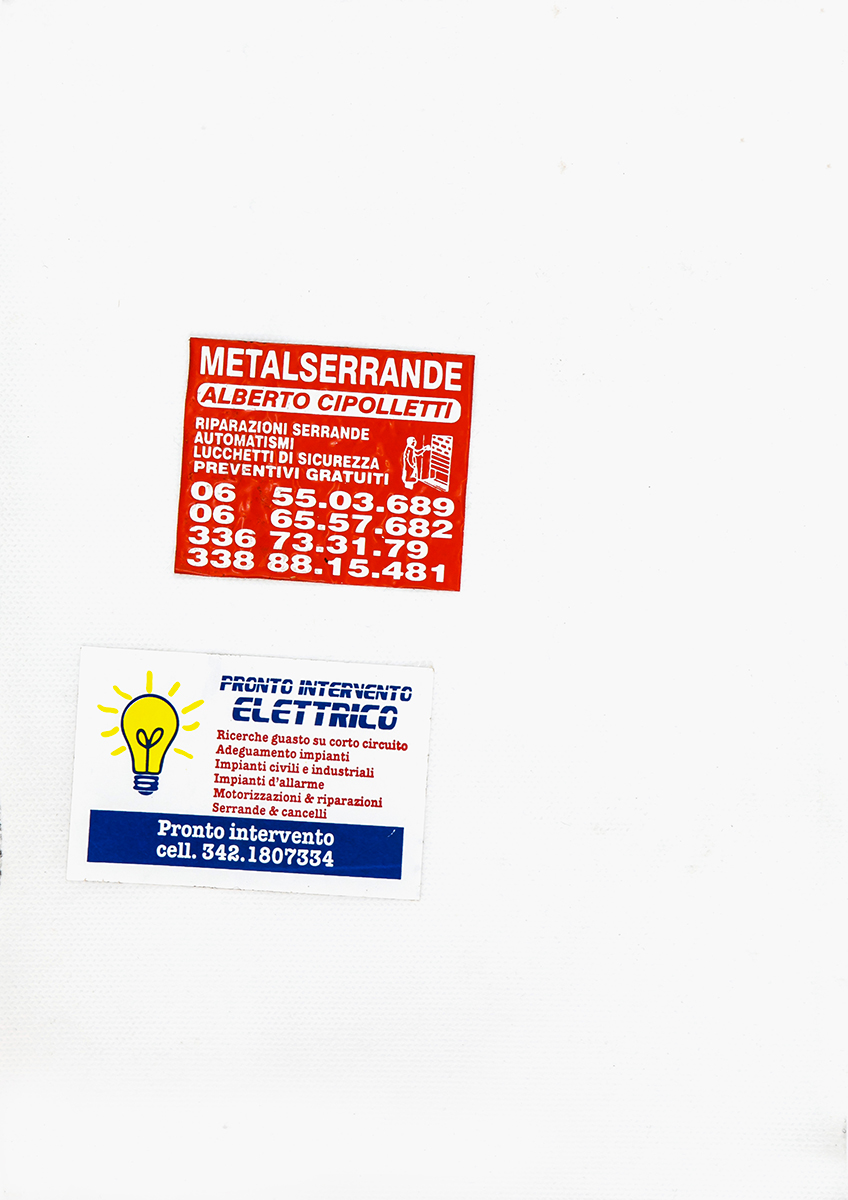 METALSERRANDE
ALBERTO CIPOLLETTI
RIPARAZIONI SERRANDE
AUTOMATISMI
LUCCHETTI DI SICUREZZA
PREVENTIVI GRATUITI
06 55.03.689
06 65.57.682
336 73.31.79
338 88.15.481
PRONTO INTERVENTO
ELETTRICO
Ricerche guasto su corto circuito
Adeguamento impianti
Impianti civili e industriali
Impianti d'allarme
Motorizzazioni & riparazioni
Serrande & cancelli
Pronto intervento
cell. 342.1807334